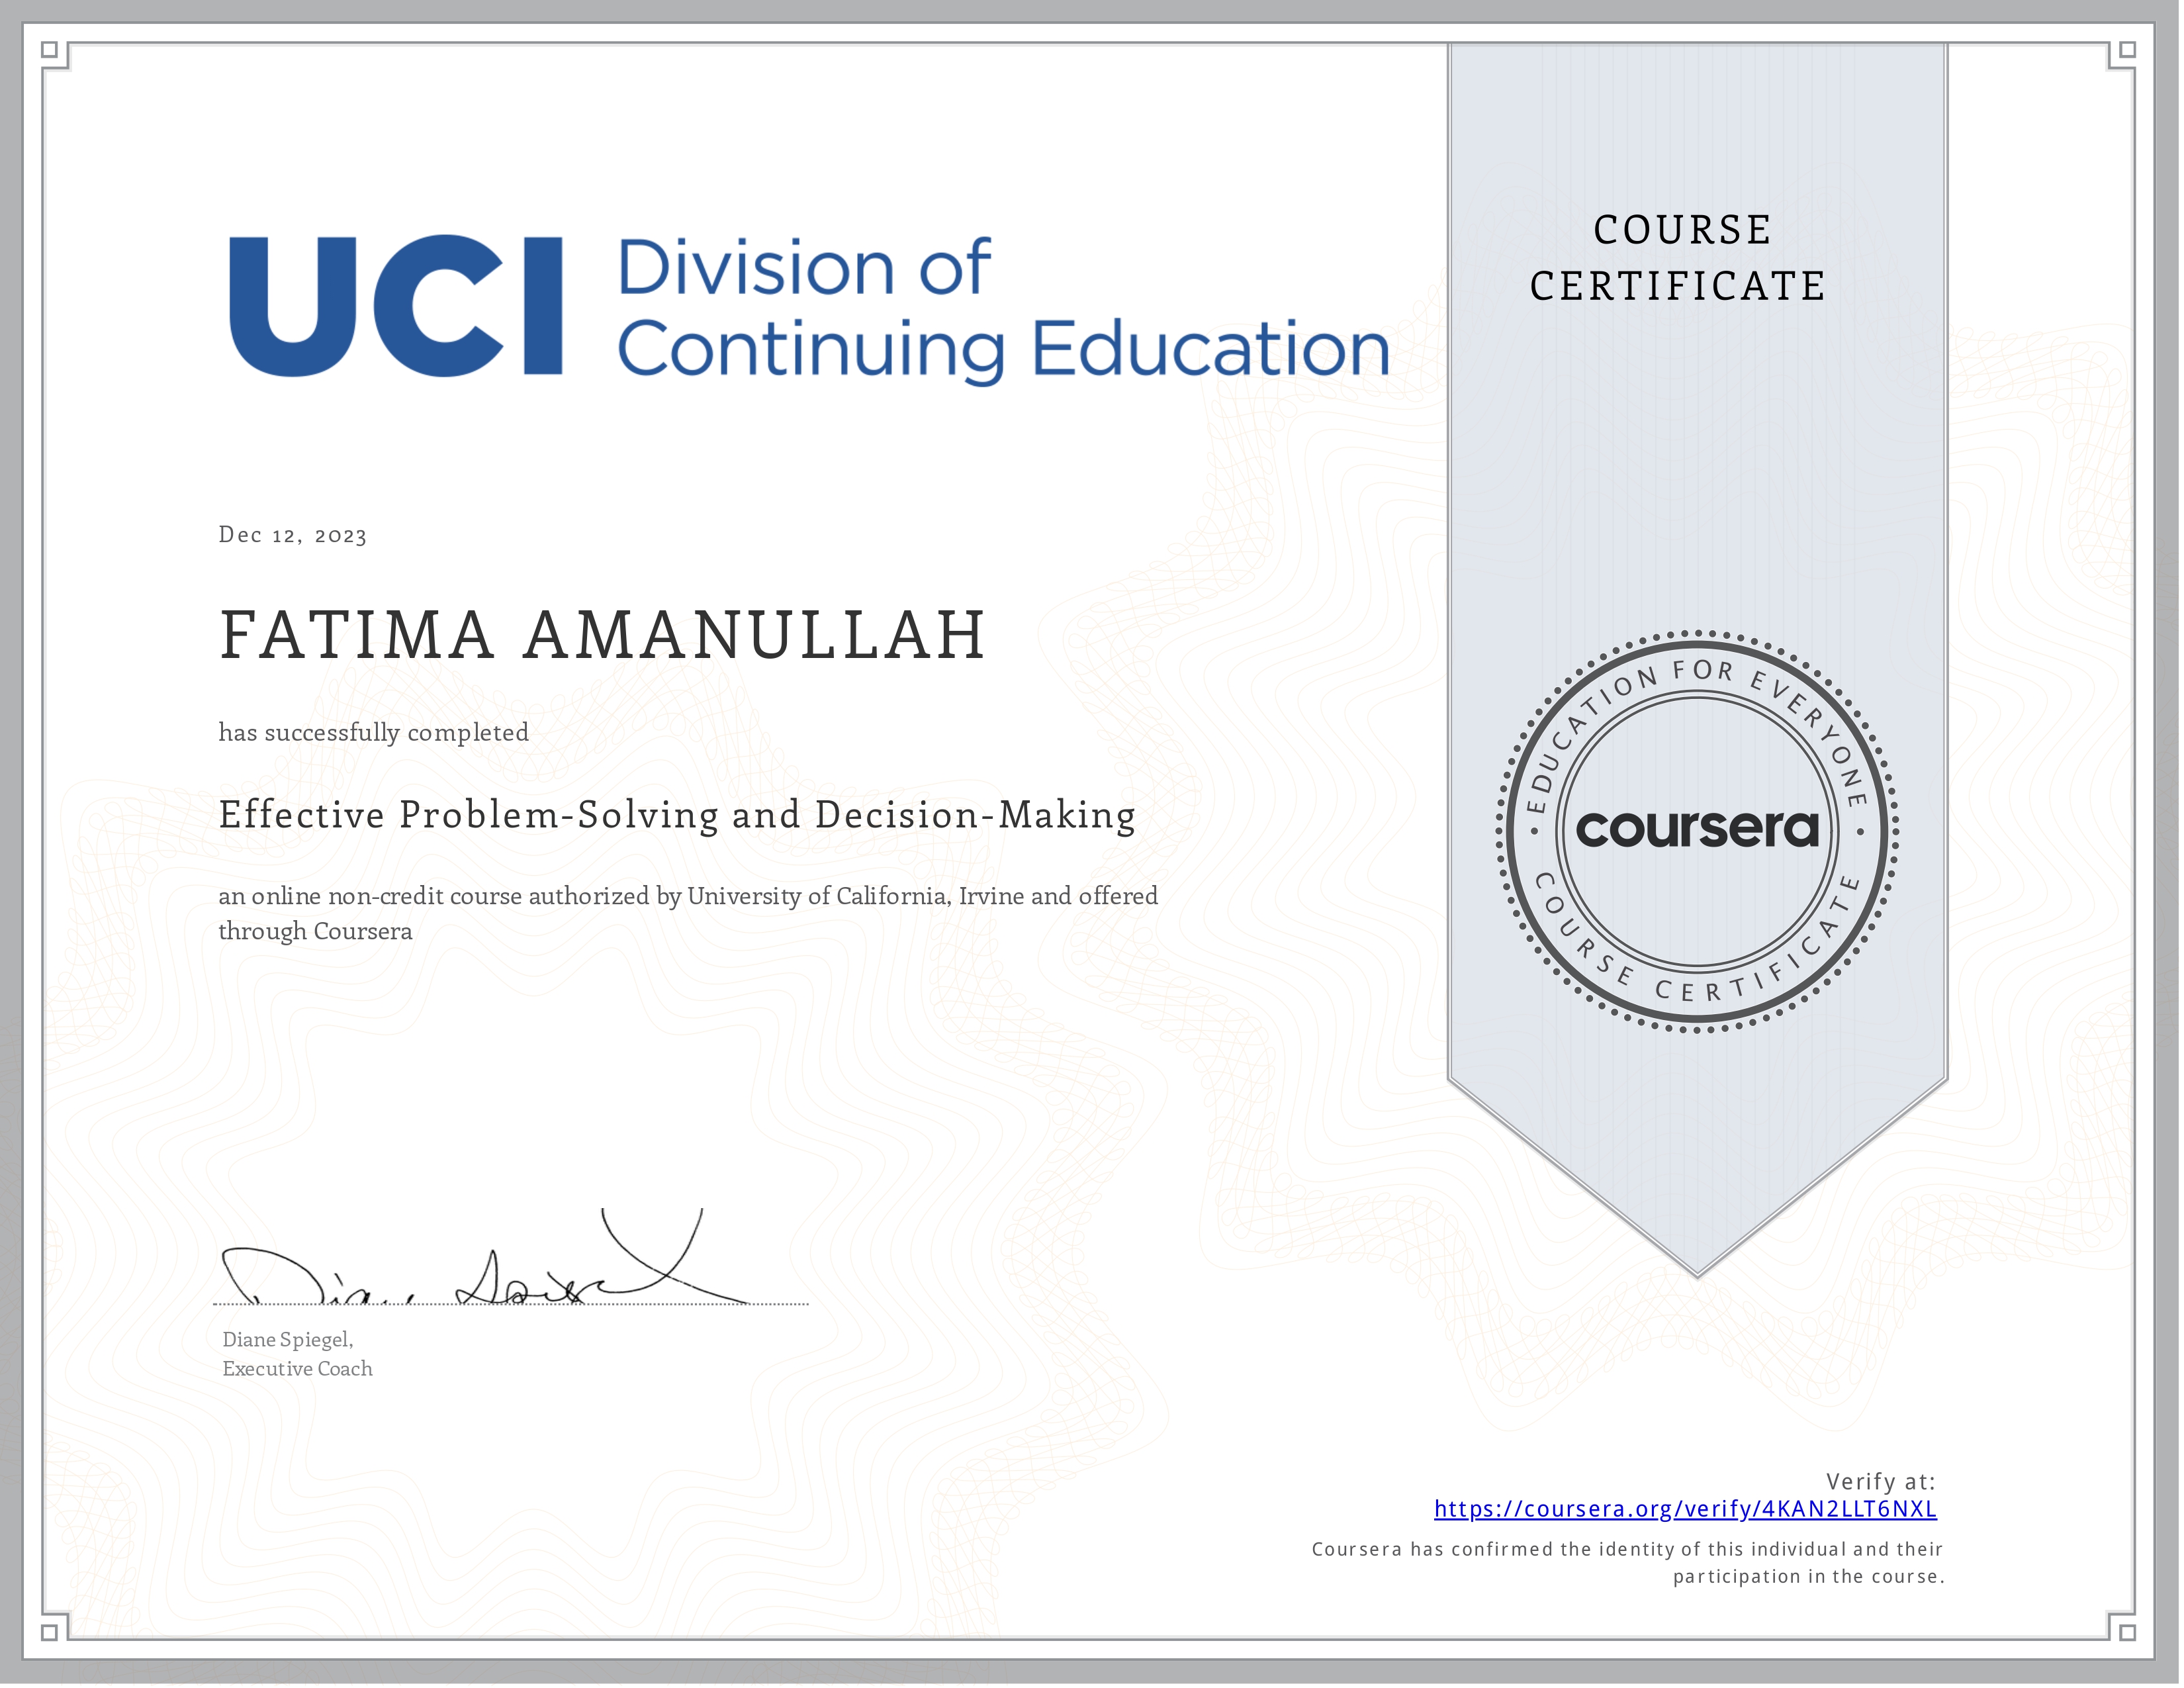 UCI Division of
Continuing Education
COURSE
CERTIFICATE
Dec 12, 2023
FATIMA AMANULLAH
has successfully completed
Effective Problem-Solving and Decision-Making
an online non-credit course authorized by University of California, Irvine and offered
through Coursera
EDUCATION FOR EVERYONE
coursera
COURSE CERTIFICATE
Diane Spiegel,
Executive Coach
Verify at:
https://coursera.org/verify/4KAN2LLT6NXL
Coursera has confirmed the identity of this individual and their
participation in the course.